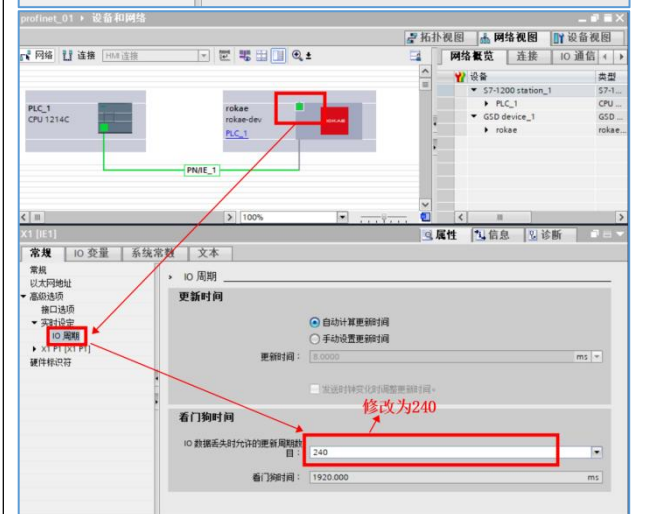 profinet_01 ▸ 设备和网络
拓扑视图 网络视图 设备视图
网络 连接 HMI 连接
网络概览 连接 IO 通信
设备 类型
S7-1200 station_1 S7-1...
PLC_1 CPU ...
GSD device_1 GSD ...
rokae rokae...
PLC_1
CPU 1214C
rokae
rokae-dev
PLC_1
ROKAE
PN/IE_1
100%
X1 [IE1]
属性 信息 诊断
常规 IO 变量 系统常数 文本
常规
以太网地址
高级选项
接口选项
实时设定
IO 周期
X1 P1 [X1 P1]
硬件标识符
IO 周期
更新时间
自动计算更新时间
手动设置更新时间
更新时间： 8.0000 ms
发送时钟变化时调整更新时间。
修改为240
看门狗时间
IO 数据丢失时允许的更新周期数
目： 240
看门狗时间： 1920.000 ms